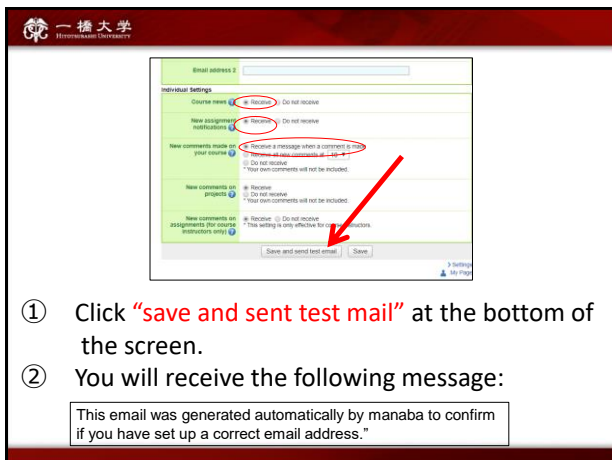 一橋大学
HITOTSUBASHI UNIVERSITY
Email address 2
Individual Settings
Course news Receive Do not receive
New assignment notifications Receive Do not receive
New comments made on your course Receive a message when a comment is made
Receive all new comments at 10
Do not receive
* Your own comments will not be included.
New comments on projects Receive
Do not receive
* Your own comments will not be included.
New comments on assignments (for course instructors only) Receive Do not receive
* This setting is only effective for course instructors
Save and send test email Save
Settings
My Page
① Click “save and sent test mail” at the bottom of
the screen.
② You will receive the following message:
This email was generated automatically by manaba to confirm
if you have set up a correct email address.”